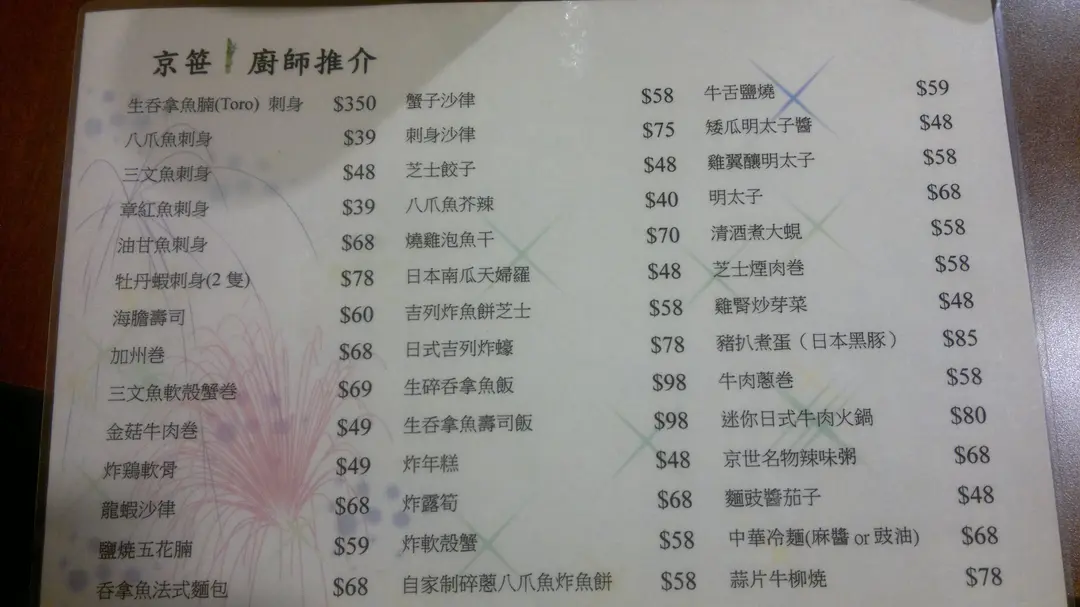 京笹 廚師推介
生吞拿魚腩(Toro) 刺身 $350
八爪魚刺身 $39
三文魚刺身 $48
章紅魚刺身 $39
油甘魚刺身 $68
牡丹蝦刺身(2 隻) $78
海膽壽司 $60
加州巻 $68
三文魚軟殼蟹巻 $69
金菇牛肉巻 $49
炸鶏軟骨 $49
龍蝦沙律 $68
鹽燒五花腩 $59
吞拿魚法式麵包 $68
蟹子沙律 $58
刺身沙律 $75
芝士餃子 $48
八爪魚芥辣 $40
燒雞泡魚干 $70
日本南瓜天婦羅 $48
吉列炸魚餅芝士 $58
日式吉列炸蠔 $78
生碎吞拿魚飯 $98
生吞拿魚壽司飯 $98
炸年糕 $48
炸露筍 $68
炸軟殼蟹 $58
自家制碎蔥八爪魚炸魚餅 $58
牛舌鹽燒 $59
矮瓜明太子醬 $48
雞翼釀明太子 $58
明太子 $68
清酒煮大蜆 $58
芝士煙肉巻 $58
雞腎炒芽菜 $48
豬扒煮蛋（日本黑豚） $85
牛肉蔥巻 $58
迷你日式牛肉火鍋 $80
京世名物辣味粥 $68
麵豉醬茄子 $48
中華冷麵(麻醬 or 豉油) $68
蒜片牛柳燒 $78